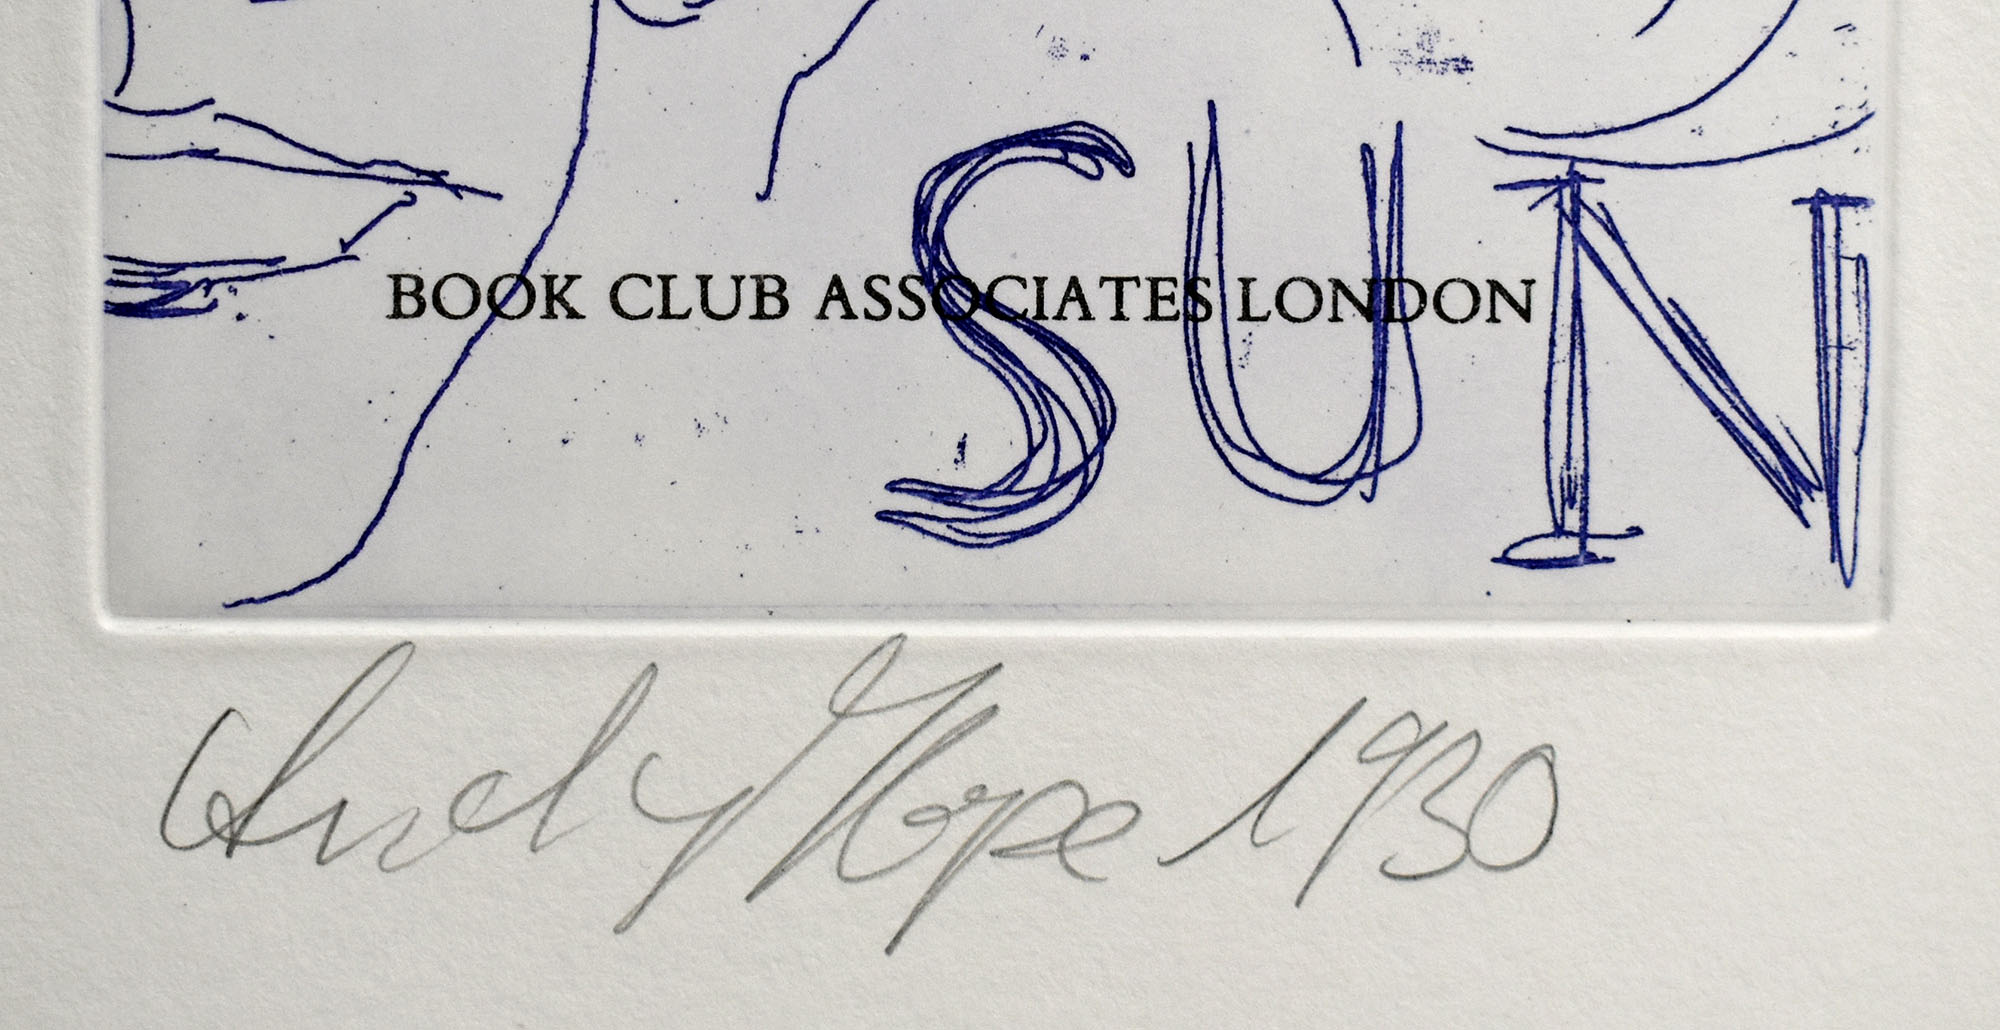 SUN
BOOK CLUB ASSOCIATES LONDON
Andy Hope 1930